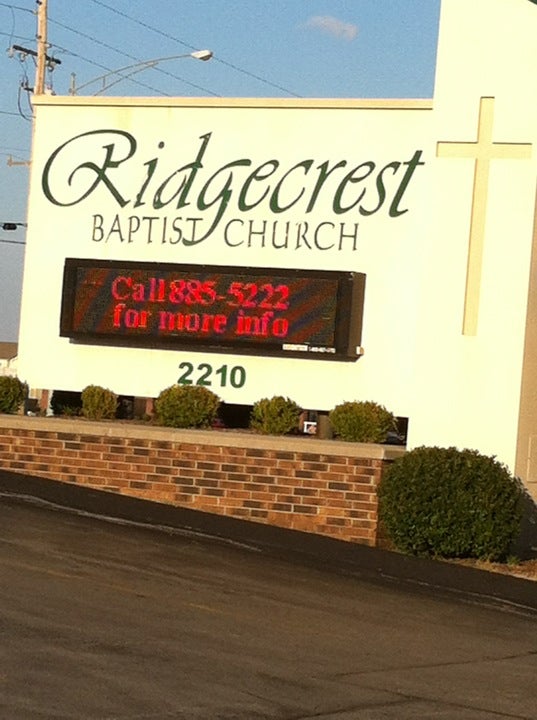 Ridgecrest
BAPTIST CHURCH
Call 885-5222
for more info
2210